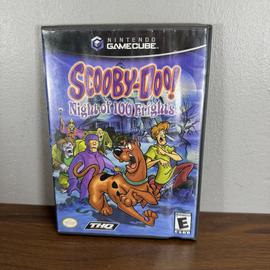 NINTENDO
GAMECUBE
SCOOBY-DOO!
Night of 100 Frights
THQ
E